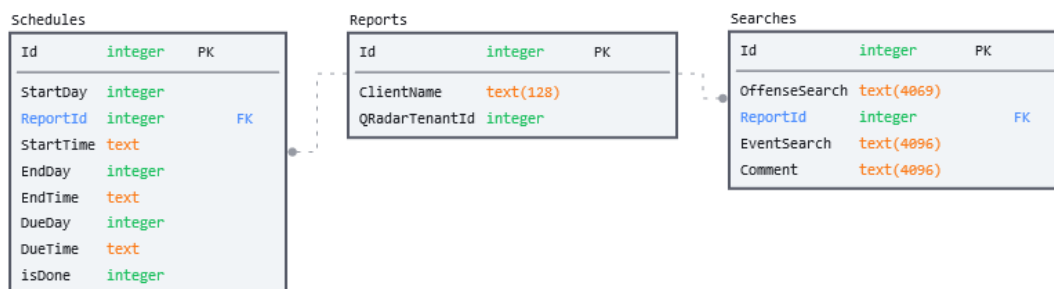 Schedules
Id integer PK
StartDay integer
ReportId integer FK
StartTime text
EndDay integer
EndTime text
DueDay integer
DueTime text
isDone integer
Reports
Id integer PK
ClientName text(128)
QRadarTenantId integer
Searches
Id integer PK
OffenseSearch text(4069)
ReportId integer FK
EventSearch text(4096)
Comment text(4096)